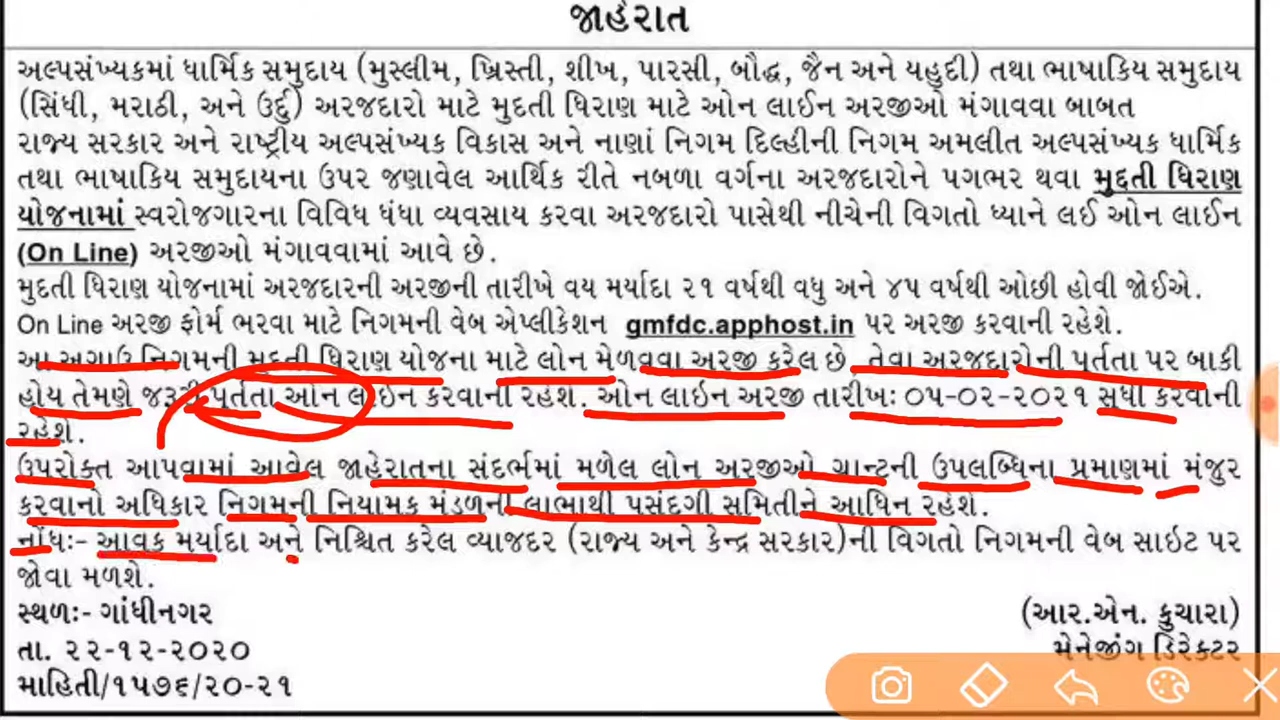 જાહેરાત
અલ્પસંખ્યકમાં ધાર્મિક સમુદાય (મુસ્લીમ, ખ્રિસ્તી, શીખ, પારસી, બૌદ્ધ, જૈન અને યહુદી) તથા ભાષાકિય સમુદાય
(સિંધી, મરાઠી, અને ઉર્દુ) અરજદારો માટે મુદતી ધિરાણ માટે ઓન લાઈન અરજીઓ મંગાવવા બાબત
રાજ્ય સરકાર અને રાષ્ટ્રીય અલ્પસંખ્યક વિકાસ અને નાણાં નિગમ દિલ્હીની નિગમ અમલીત અલ્પસંખ્યક ધાર્મિક
તથા ભાષાકિય સમુદાયના ઉપર જણાવેલ આર્થિક રીતે નબળા વર્ગના અરજદારોને પગભર થવા મુદ્દતી ધિરાણ
યોજનામાં સ્વરોજગારના વિવિધ ધંધા વ્યવસાય કરવા અરજદારો પાસેથી નીચેની વિગતો ધ્યાને લઈ ઓન લાઈન
(On Line) અરજીઓ મંગાવવામાં આવે છે.
મુદતી ધિરાણ યોજનામાં અરજદારની અરજીની તારીખે વય મર્યાદા ૨૧ વર્ષથી વધુ અને ૪૫ વર્ષથી ઓછી હોવી જોઈએ.
On Line અરજી ફોર્મ ભરવા માટે નિગમની વેબ એપ્લીકેશન gmfdc.apphost.in પર અરજી કરવાની રહેશે.
આ અગાઉ નિગમની મુદતી ધિરાણ યોજના માટે લોન મેળવવા અરજી કરેલ છે તેવા અરજદારોની પૂર્તતા પર બાકી
હોય તેમણે જરૂરી પૂર્તતા ઓન લાઈન કરવાની રહેશે. ઓન લાઇન અરજી તારીખઃ ૦૫-૦૨-૨૦૨૧ સુધી કરવાની
રહેશે.
ઉપરોક્ત આપવામાં આવેલ જાહેરાતના સંદર્ભમાં મળેલ લોન અરજીઓ ગ્રાન્ટની ઉપલબ્ધિના પ્રમાણમાં મંજુર
કરવાનો અધિકાર નિગમની નિયામક મંડળની લાભાથી પસંદગી સમિતીને આધિન રહેશે.
નોંધઃ- આવક મર્યાદા અને નિશ્ચિત કરેલ વ્યાજદર (રાજ્ય અને કેન્દ્ર સરકાર)ની વિગતો નિગમની વેબ સાઇટ પર
જોવા મળશે.
સ્થળઃ- ગાંધીનગર (આર.એન. કુચારા)
તા. ૨૨-૧૨-૨૦૨૦ મેનેજીંગ ડિરેક્ટર
માહિતી/૧૫૭૬/૨૦-૨૧